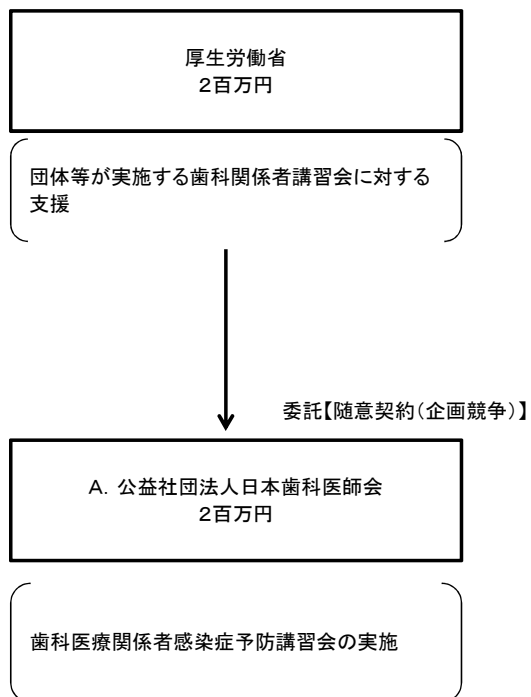 厚生労働省
２百万円
団体等が実施する歯科関係者講習会に対する
支援
委託【随意契約（企画競争）】
Ａ．公益社団法人日本歯科医師会
２百万円
歯科医療関係者感染症予防講習会の実施